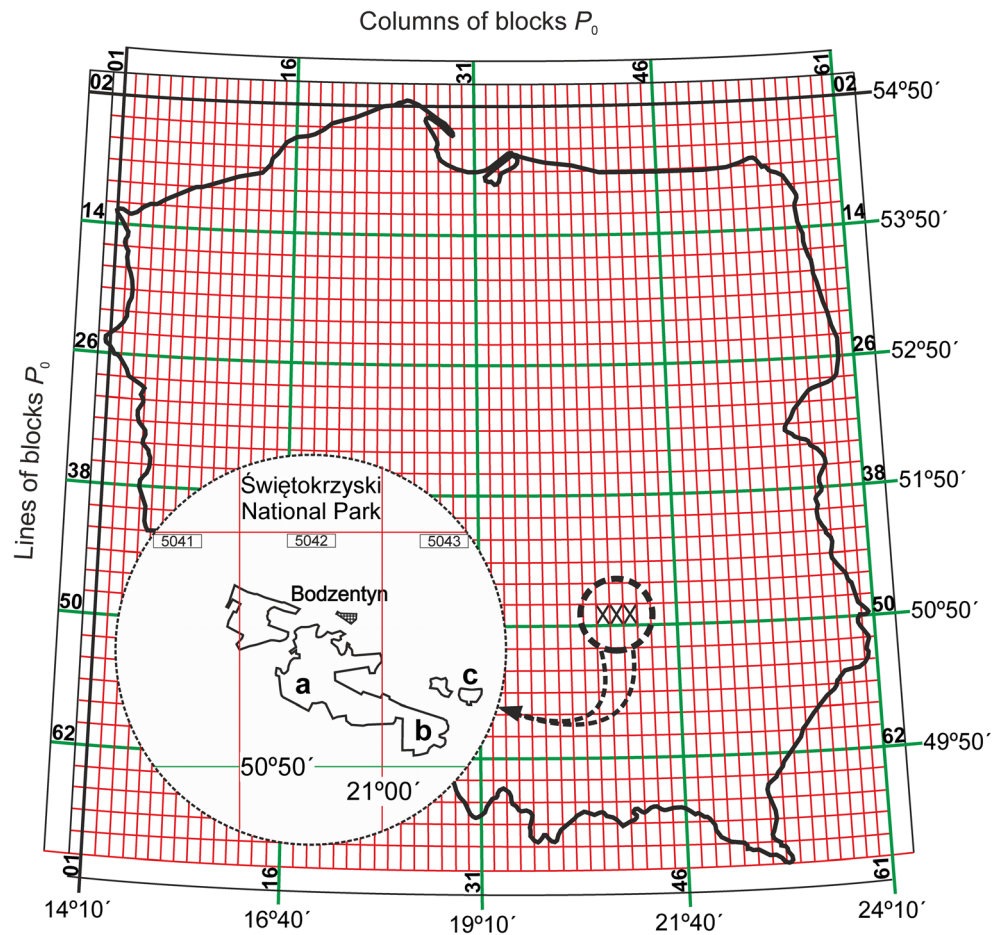 Columns of blocks P₀
01 16 31 46 61
02 02 54º50´
14 14 53º50´
26 26 52º50´
Lines of blocks P₀
38 38 51º50´
Świętokrzyski
National Park
5041 5042 5043
Bodzentyn
50 XXX 50 50º50´
a b c
62 62 49º50´
50º50´
21º00´
01 16 31 46 61
14º10´ 16º40´ 19º10´ 21º40´ 24º10´